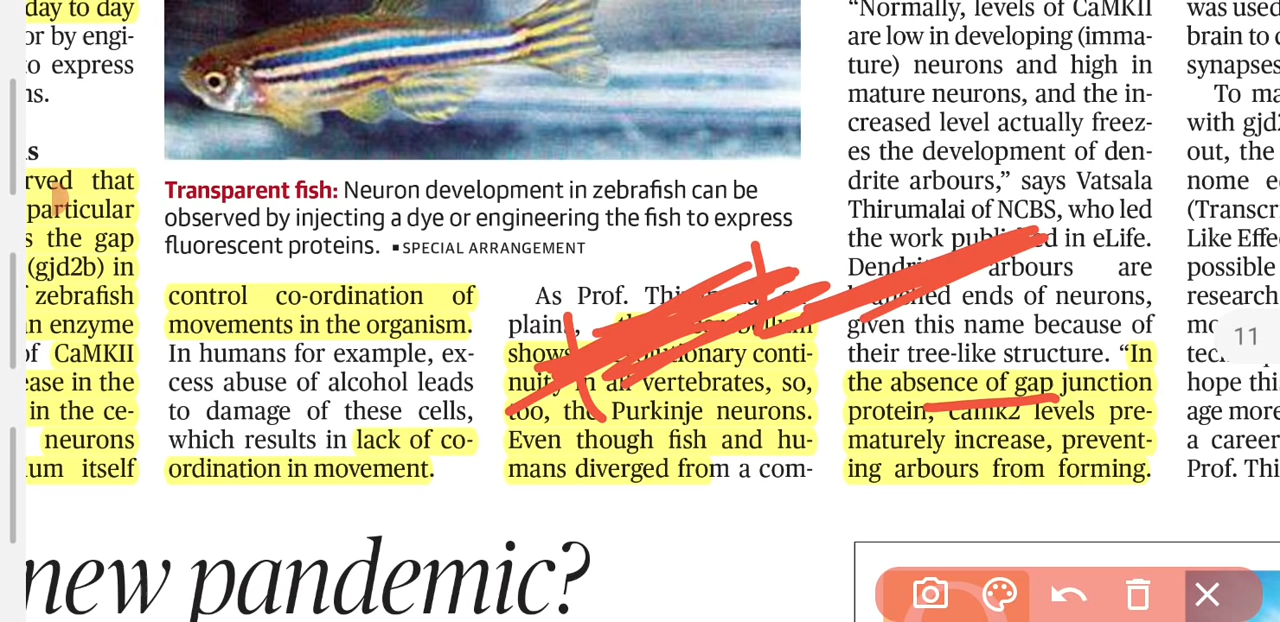 day to day
or by engi-
to express
ns.
s
rved that
particular
s the gap
(gjd2b) in
zebrafish
n enzyme
of CaMKII
ease in the
in the ce-
neurons
um itself
Transparent fish: Neuron development in zebrafish can be
observed by injecting a dye or engineering the fish to express
fluorescent proteins. ▪SPECIAL ARRANGEMENT
control co-ordination of
movements in the organism.
In humans for example, ex-
cess abuse of alcohol leads
to damage of these cells,
which results in lack of co-
ordination in movement.
As Prof.
plains,
shows
nuity in all vertebrates, so,
too, the Purkinje neurons.
Even though fish and hu-
mans diverged from a com-
“Normally, levels of CaMKII
are low in developing (imma-
ture) neurons and high in
mature neurons, and the in-
creased level actually freez-
es the development of den-
drite arbours,” says Vatsala
Thirumalai of NCBS, who led
the work published in eLife.
arbours are
ends of neurons,
given this name because of
their tree-like structure. “In
the absence of gap junction
protein, camk2 levels pre-
maturely increase, prevent-
ing arbours from forming.
was used
brain to
synapses
To ma
with gjd
out, the
nome e
(Transcr
Like Effe
possible
research
hope thi
age more
a career
Prof. Thi
11
new pandemic?